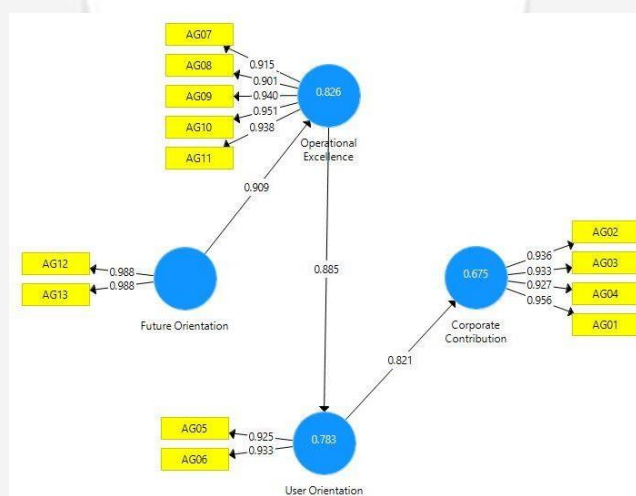 AG07
AG08
AG09
AG10
AG11
0.915
0.901
0.940
0.951
0.938
0.826
Operational
Excellence
0.909
AG12
AG13
0.988
0.988
Future Orientation
0.885
AG02
AG03
AG04
AG01
0.936
0.933
0.927
0.956
0.675
Corporate
Contribution
0.821
AG05
AG06
0.925
0.933
0.783
User Orientation